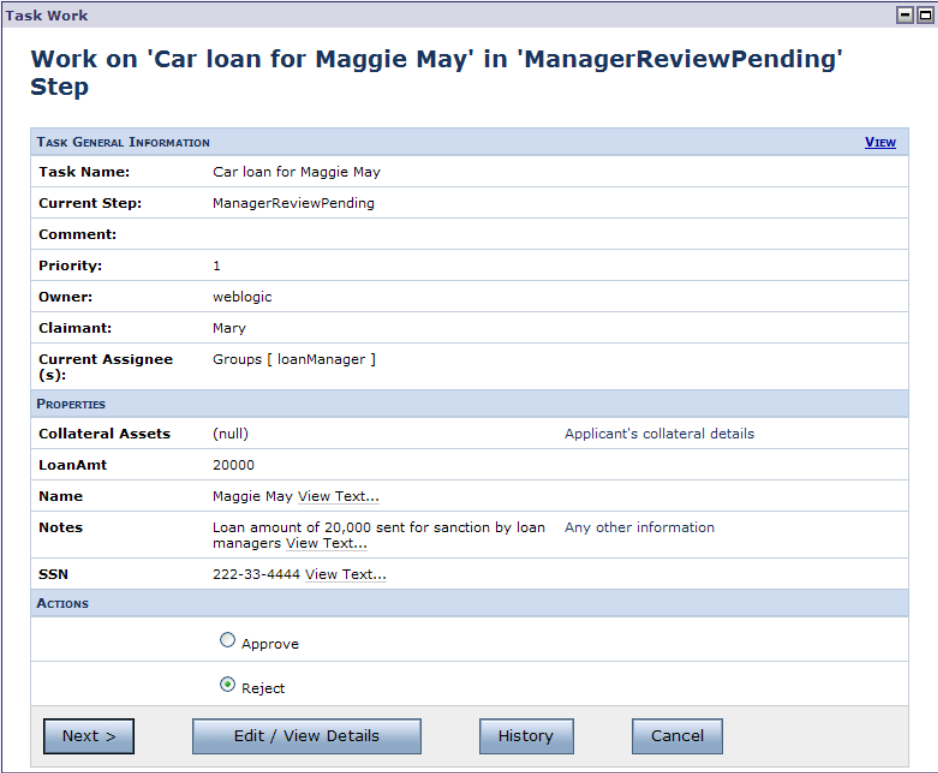 Task Work
Work on 'Car loan for Maggie May' in 'ManagerReviewPending'
Step
Task General Information View
Task Name: Car loan for Maggie May
Current Step: ManagerReviewPending
Comment:
Priority: 1
Owner: weblogic
Claimant: Mary
Current Assignee Groups [ loanManager ]
(s):
Properties
Collateral Assets (null) Applicant's collateral details
LoanAmt 20000
Name Maggie May View Text...
Notes Loan amount of 20,000 sent for sanction by loan Any other information
managers View Text...
SSN 222-33-4444 View Text...
Actions
Approve
Reject
Next > Edit / View Details History Cancel